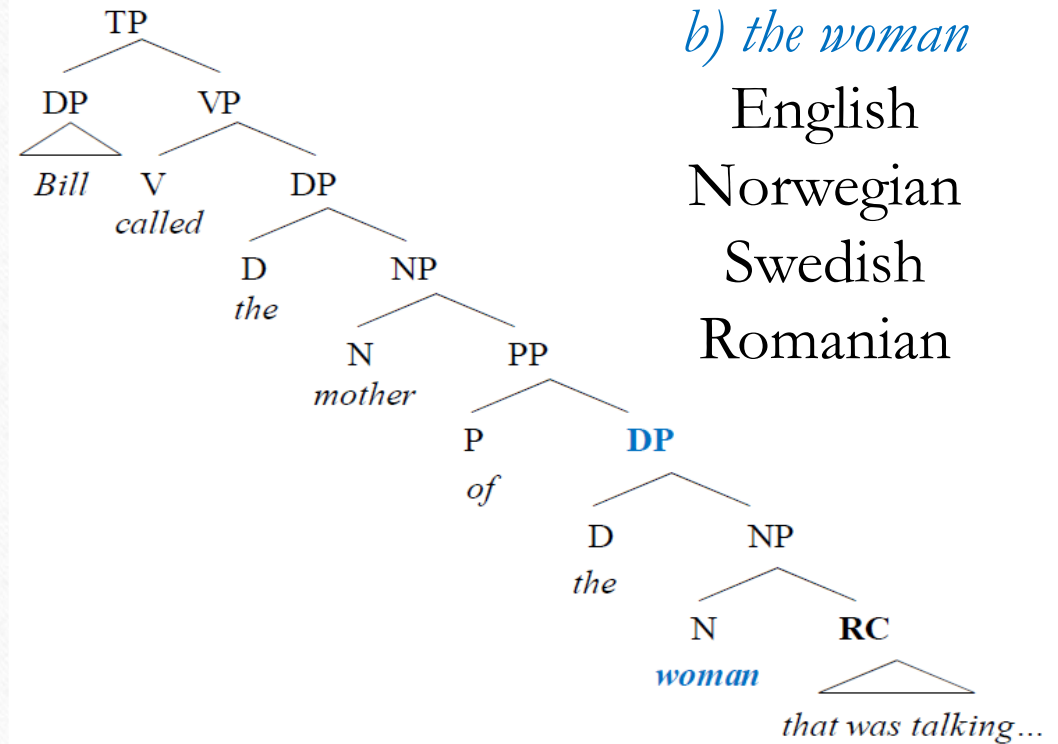 TP
b) the woman
DP VP
English
Bill V DP
called
Norwegian
D NP
the
Swedish
N PP
mother
Romanian
P DP
of
D NP
the
N RC
woman
that was talking...